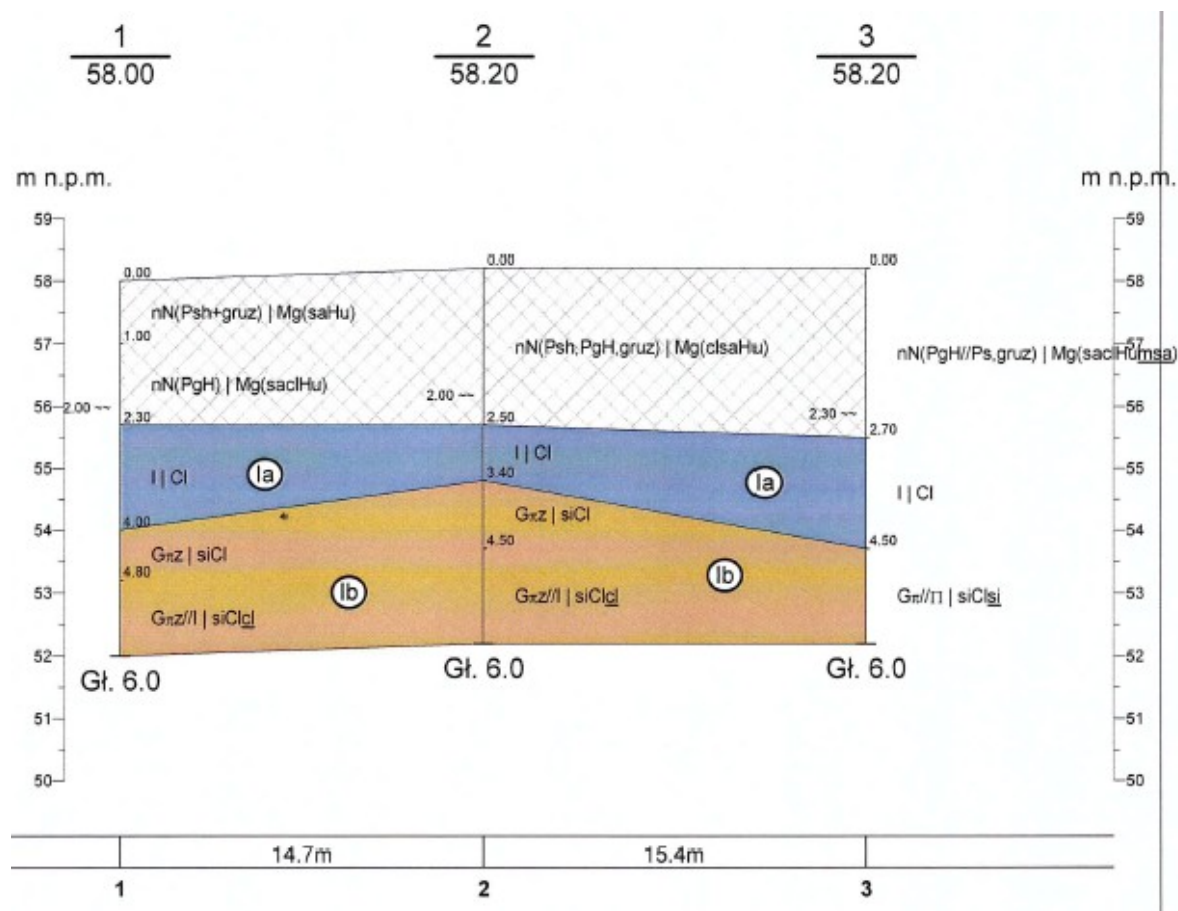 1 2 3
58.00 58.20 58.20
m n.p.m. m n.p.m.
59 59
0.00 0.00
58 0.00 58
nN(Psh+gruz) | Mg(saHu)
57 1.00 nN(Psh,PgH,gruz) | Mg(clsaHu) nN(PgH//Ps,gruz) | Mg(saclHumsa) 57
nN(PgH) | Mg(saclHu)
56 2.00 ~~ 2.00 ~~ 2.30 ~~ 56
2.30 2.50 2.70
55 I | Cl Ia I | Cl Ia I | Cl 55
3.40
54 4.00 Gπz | siCl 54
Gπz | siCl 4.50 4.50
53 4.80 Ib Gπz//I | siClcl Ib Gπ//Π | siClsi 53
Gπz//I | siClcl
52 52
Gł. 6.0 Gł. 6.0 Gł. 6.0
51 51
50 50
14.7m 15.4m
1 2 3